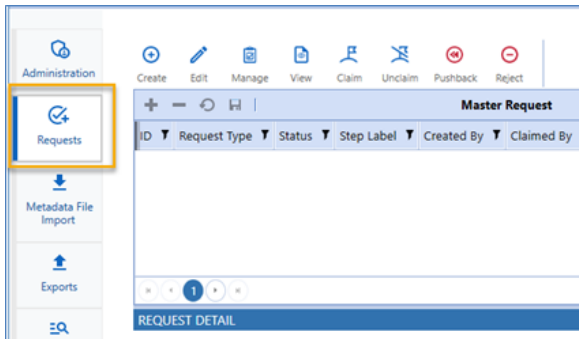 Administration
Requests
Metadata File
Import
Exports
Create Edit Manage View Claim Unclaim Pushback Reject
Master Request
ID Request Type Status Step Label Created By Claimed By
1
REQUEST DETAIL